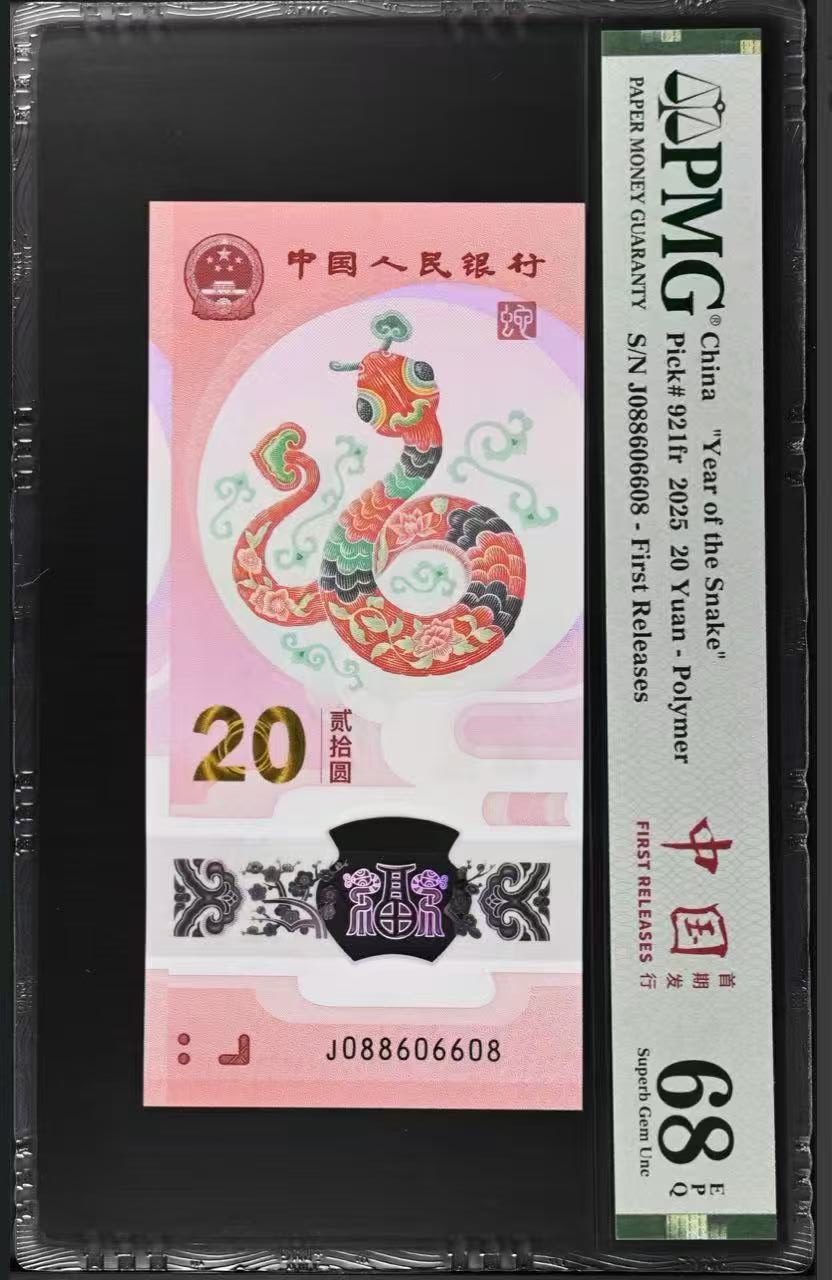 中国人民银行
蛇
20
贰拾圆
福
J088606608
PMG®
PAPER MONEY GUARANTY
China "Year of the Snake"
Pick# 921fr 2025 20 Yuan - Polymer
S/N J088606608 - First Releases
中国
首期发行
FIRST RELEASES
68 EPQ
Superb Gem Unc